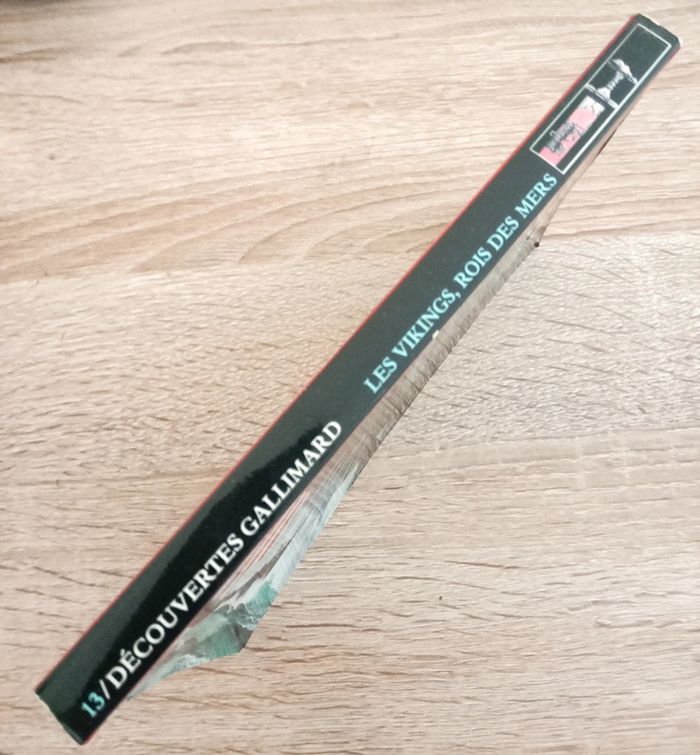 13/DÉCOUVERTES GALLIMARD
LES VIKINGS, ROIS DES MERS